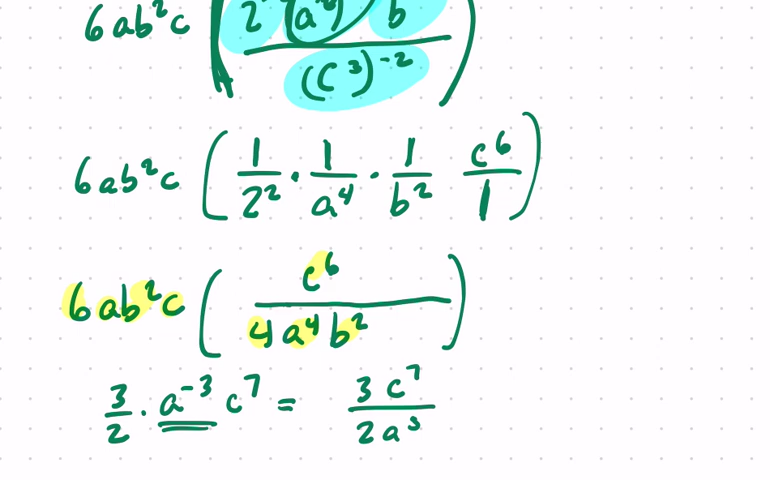 6ab²c ( 2 (a²) b / (c³)⁻² )
6ab²c ( 1/2² · 1/a⁴ · 1/b² c⁶/1 )
6ab²c ( c⁶ / 4a⁴b² )
3/2 · a⁻³ c⁷ = 3c⁷ / 2a³